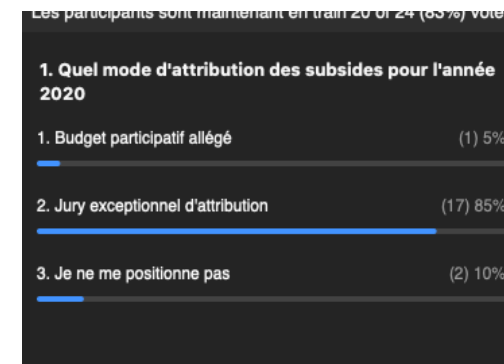 Les participants sont maintenant en train 20 of 24 (83%) vote
1. Quel mode d'attribution des subsides pour l'année
2020
1. Budget participatif allégé (1) 5%
2. Jury exceptionnel d'attribution (17) 85%
3. Je ne me positionne pas (2) 10%